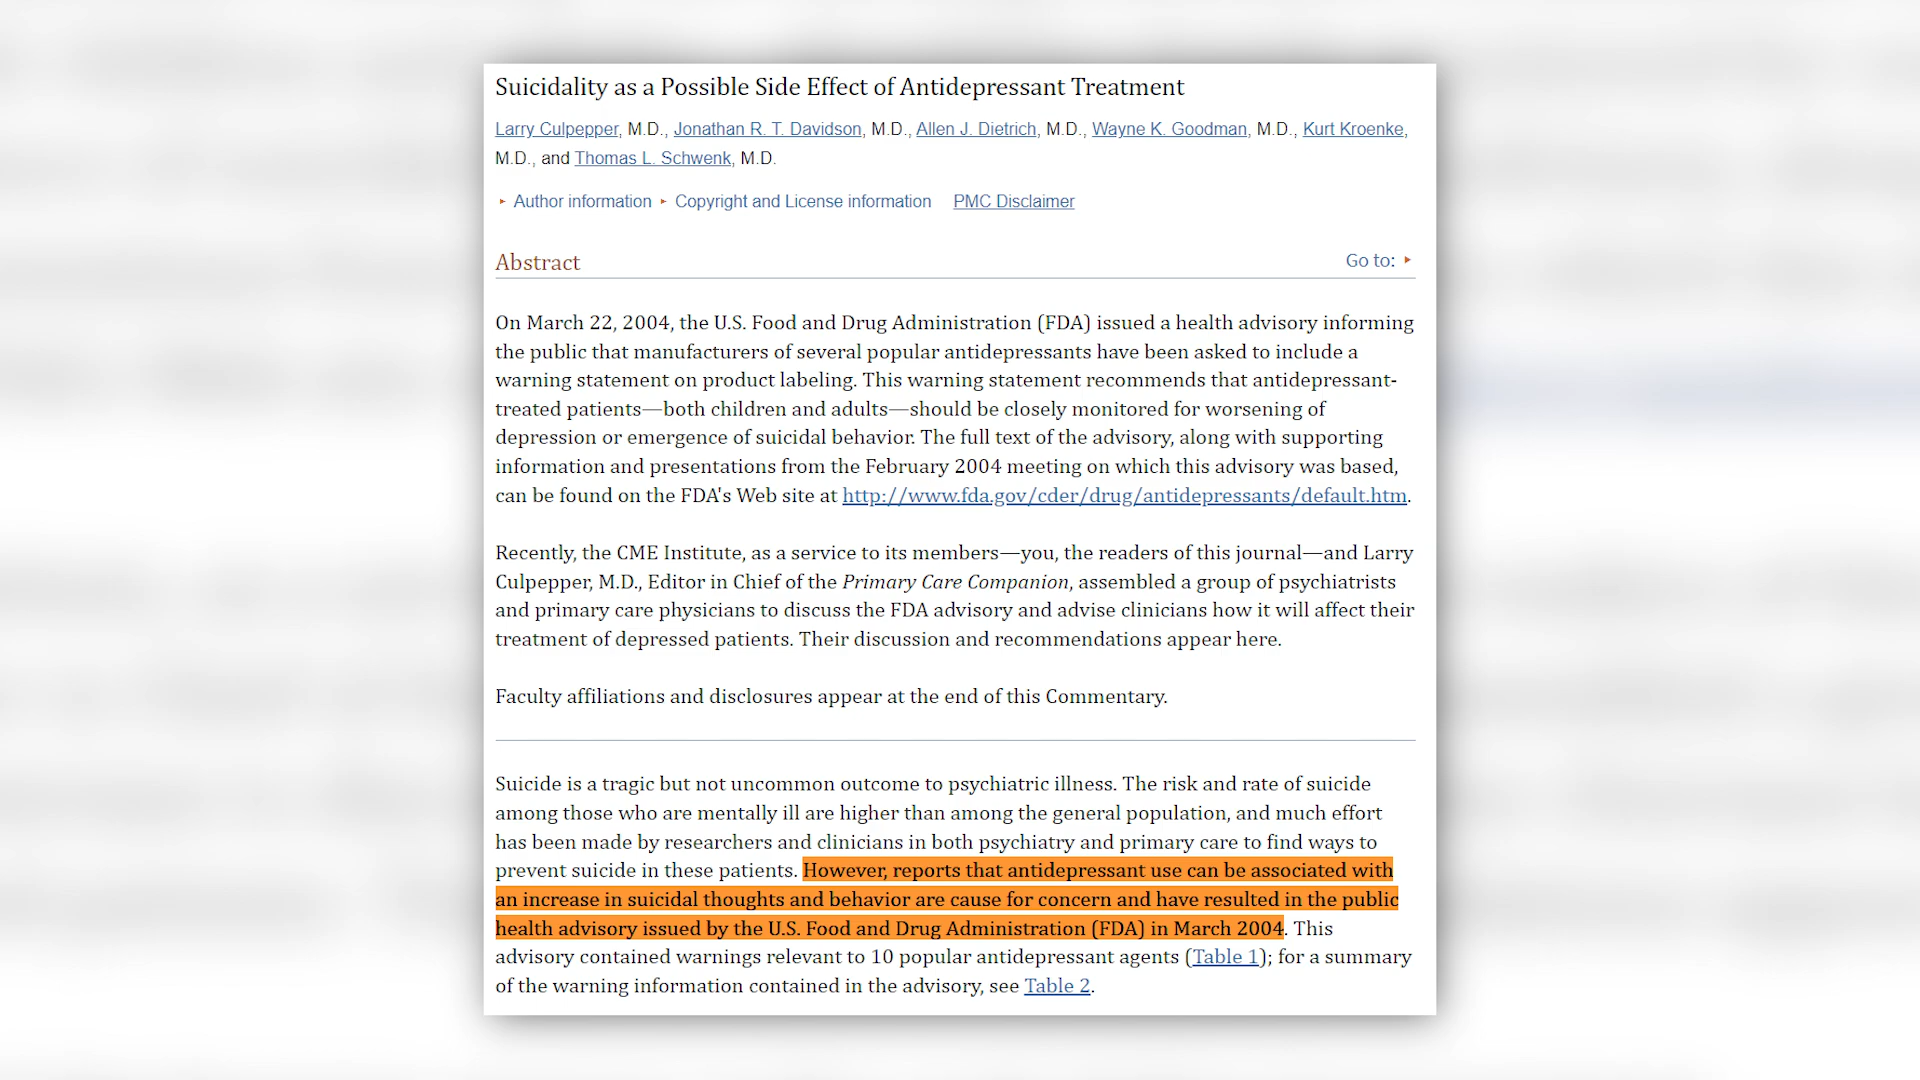 Suicidality as a Possible Side Effect of Antidepressant Treatment
Larry Culpepper, M.D., Jonathan R. T. Davidson, M.D., Allen J. Dietrich, M.D., Wayne K. Goodman, M.D., Kurt Kroenke,
M.D., and Thomas L. Schwenk, M.D.
▸ Author information ▸ Copyright and License information PMC Disclaimer
Abstract
Go to: ▸
On March 22, 2004, the U.S. Food and Drug Administration (FDA) issued a health advisory informing
the public that manufacturers of several popular antidepressants have been asked to include a
warning statement on product labeling. This warning statement recommends that antidepressant-
treated patients—both children and adults—should be closely monitored for worsening of
depression or emergence of suicidal behavior. The full text of the advisory, along with supporting
information and presentations from the February 2004 meeting on which this advisory was based,
can be found on the FDA's Web site at http://www.fda.gov/cder/drug/antidepressants/default.htm.
Recently, the CME Institute, as a service to its members—you, the readers of this journal—and Larry
Culpepper, M.D., Editor in Chief of the Primary Care Companion, assembled a group of psychiatrists
and primary care physicians to discuss the FDA advisory and advise clinicians how it will affect their
treatment of depressed patients. Their discussion and recommendations appear here.
Faculty affiliations and disclosures appear at the end of this Commentary.
Suicide is a tragic but not uncommon outcome to psychiatric illness. The risk and rate of suicide
among those who are mentally ill are higher than among the general population, and much effort
has been made by researchers and clinicians in both psychiatry and primary care to find ways to
prevent suicide in these patients. However, reports that antidepressant use can be associated with
an increase in suicidal thoughts and behavior are cause for concern and have resulted in the public
health advisory issued by the U.S. Food and Drug Administration (FDA) in March 2004. This
advisory contained warnings relevant to 10 popular antidepressant agents (Table 1); for a summary
of the warning information contained in the advisory, see Table 2.